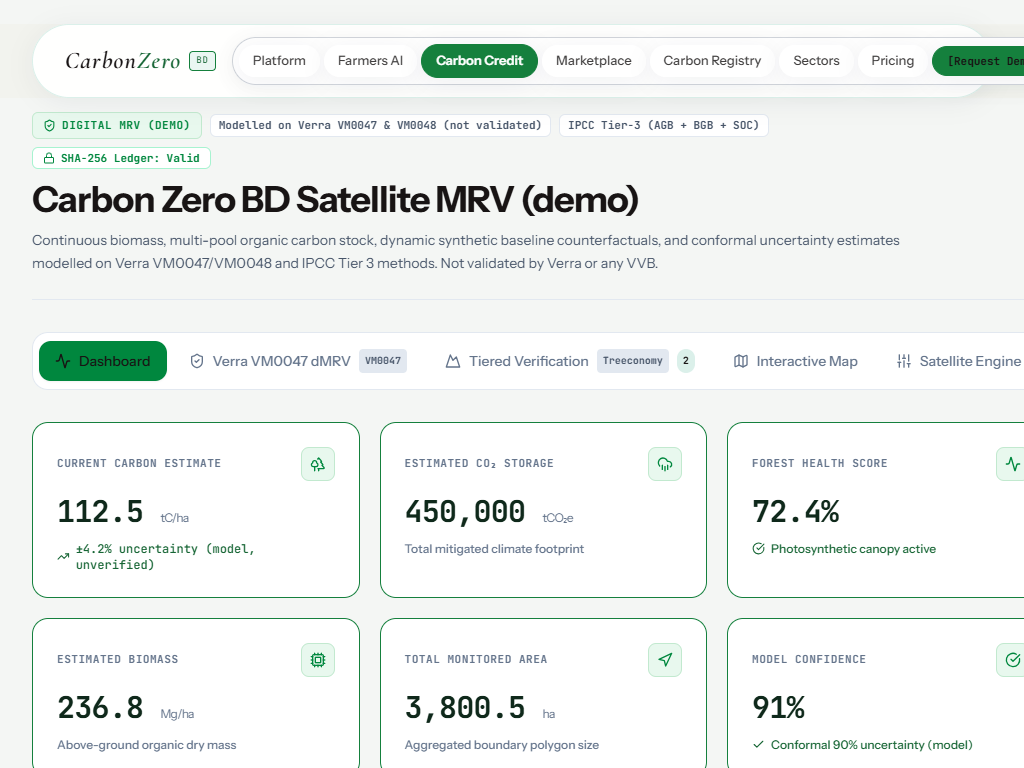 CarbonZero BD Platform Farmers AI Carbon Credit Marketplace Carbon Registry Sectors Pricing [Request Dem
DIGITAL MRV (DEMO) Modelled on Verra VM0047 & VM0048 (not validated) IPCC Tier-3 (AGB + BGB + SOC)
SHA-256 Ledger: Valid
Carbon Zero BD Satellite MRV (demo)
Continuous biomass, multi-pool organic carbon stock, dynamic synthetic baseline counterfactuals, and conformal uncertainty estimates
modelled on Verra VM0047/VM0048 and IPCC Tier 3 methods. Not validated by Verra or any VVB.
Dashboard Verra VM0047 dMRV VM0047 Tiered Verification Treeconomy 2 Interactive Map Satellite Engine
CURRENT CARBON ESTIMATE
112.5 tC/ha
±4.2% uncertainty (model,
unverified)
ESTIMATED CO₂ STORAGE
450,000 tCO₂e
Total mitigated climate footprint
FOREST HEALTH SCORE
72.4%
Photosynthetic canopy active
ESTIMATED BIOMASS
236.8 Mg/ha
Above-ground organic dry mass
TOTAL MONITORED AREA
3,800.5 ha
Aggregated boundary polygon size
MODEL CONFIDENCE
91%
Conformal 90% uncertainty (model)